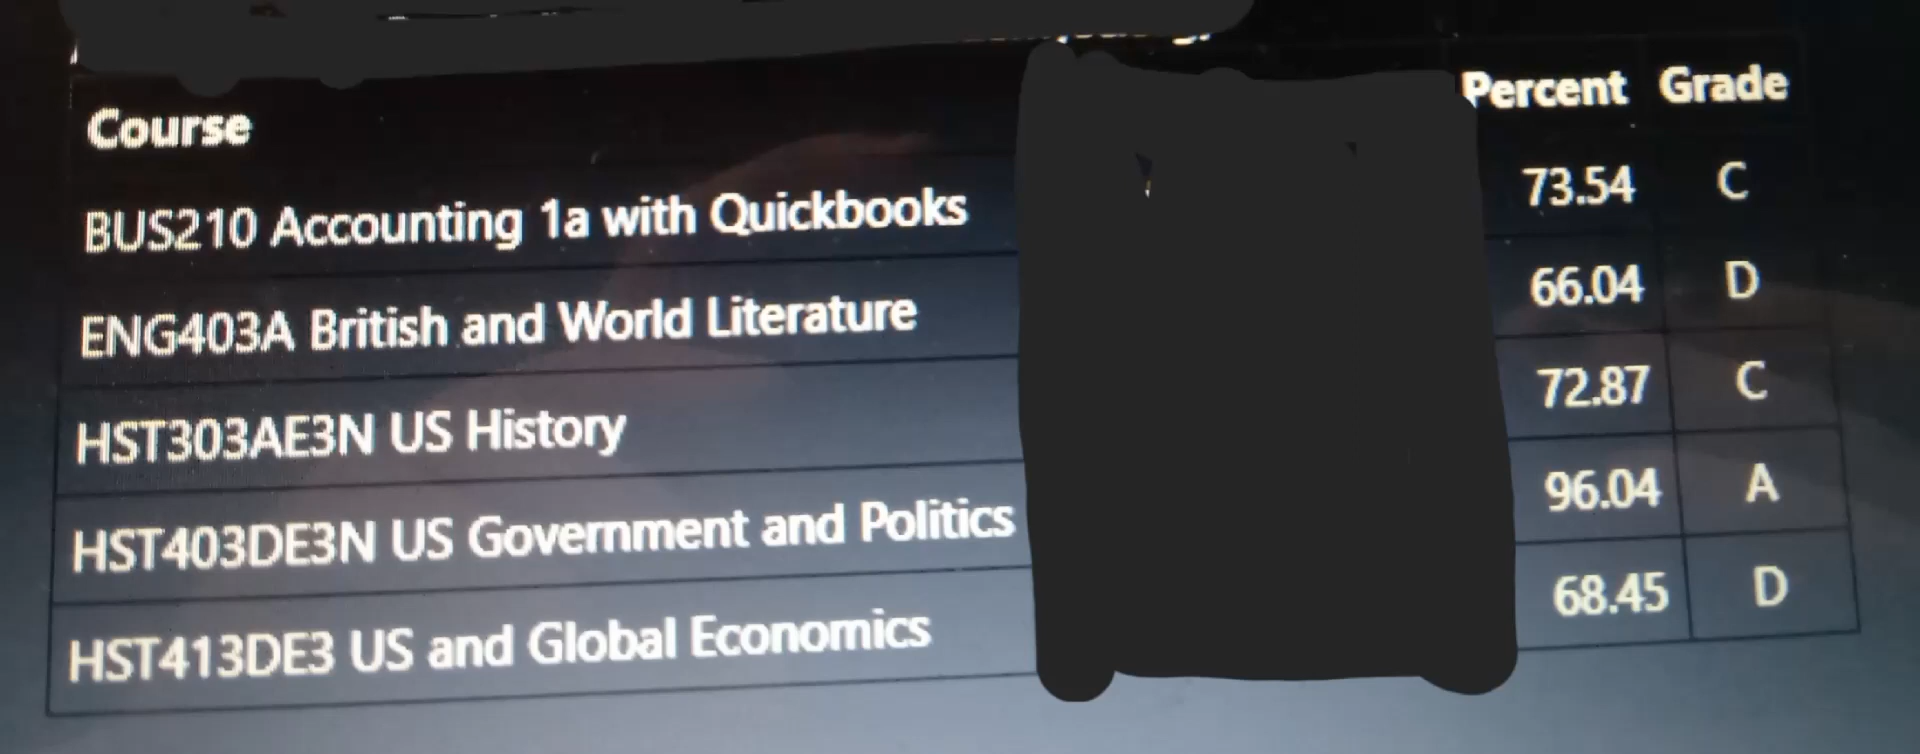 Course Percent Grade
BUS210 Accounting 1a with Quickbooks 73.54 C
ENG403A British and World Literature 66.04 D
HST303AE3N US History 72.87 C
HST403DE3N US Government and Politics 96.04 A
HST413DE3 US and Global Economics 68.45 D